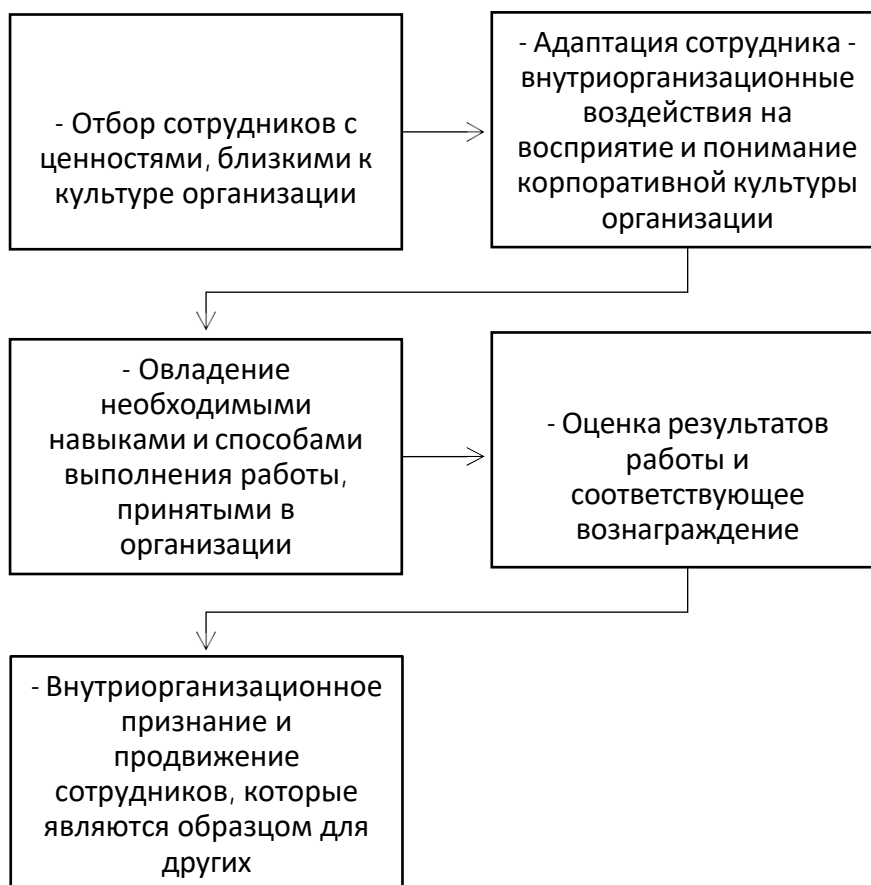 - Отбор сотрудников с
ценностями, близкими к
культуре организации
- Адаптация сотрудника -
внутриорганизационные
воздействия на
восприятие и понимание
корпоративной культуры
организации
- Овладение
необходимыми
навыками и способами
выполнения работы,
принятыми в
организации
- Оценка результатов
работы и
соответствующее
вознаграждение
- Внутриорганизационное
признание и
продвижение
сотрудников, которые
являются образцом для
других